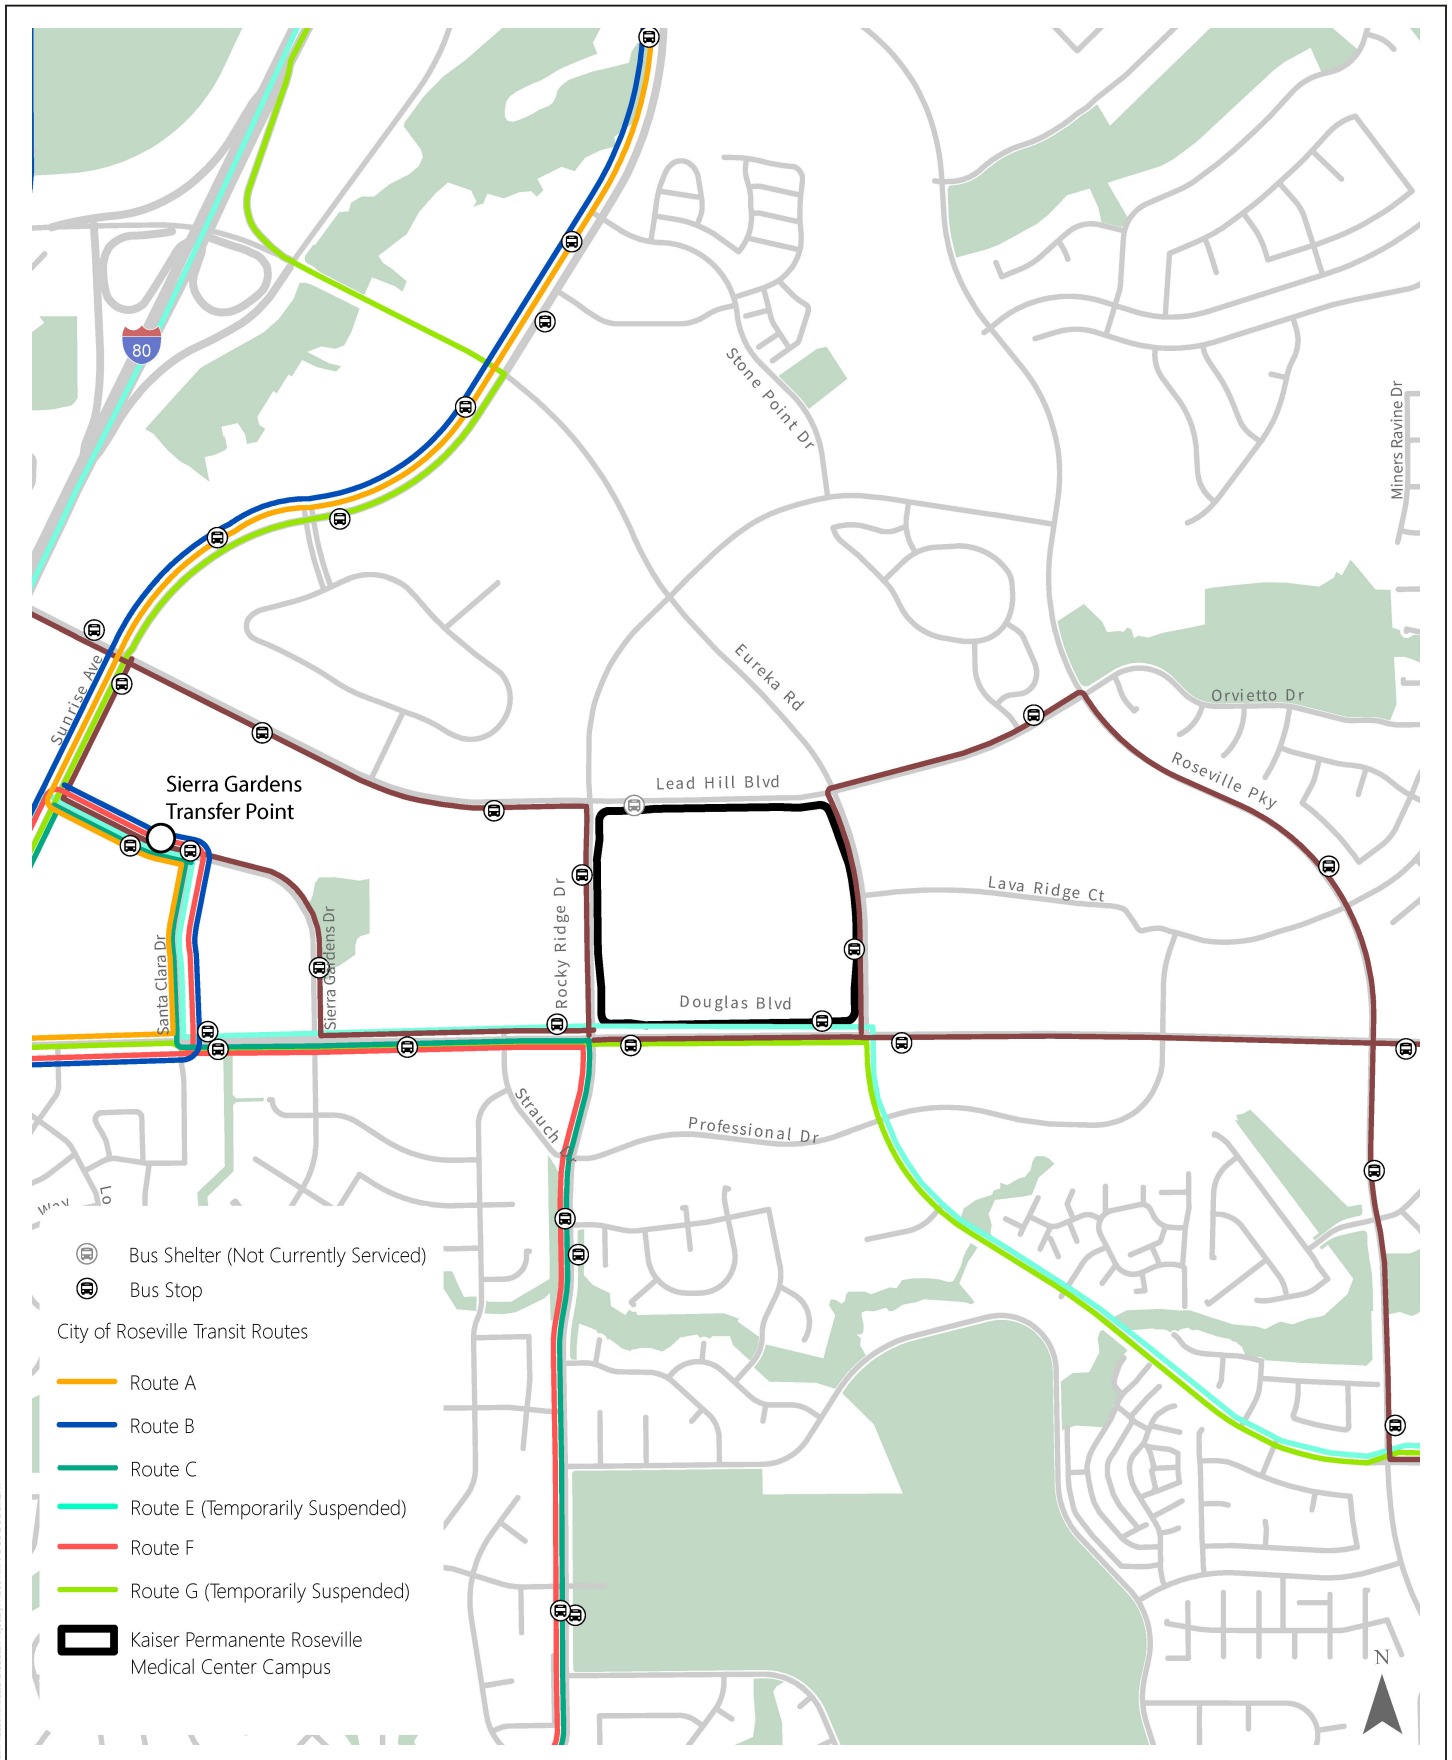 80
Stone Point Dr
Miners Ravine Dr
Sunrise Ave
Eureka Rd
Orvietto Dr
Roseville Pky
Sierra Gardens
Transfer Point
Lead Hill Blvd
Lava Ridge Ct
Rocky Ridge Dr
Sierra Gardens Dr
Santa Clara Dr
Douglas Blvd
Strauch Ct
Professional Dr
Way
Lo
Bus Shelter (Not Currently Serviced)
Bus Stop
City of Roseville Transit Routes
Route A
Route B
Route C
Route E (Temporarily Suspended)
Route F
Route G (Temporarily Suspended)
Kaiser Permanente Roseville
Medical Center Campus
N